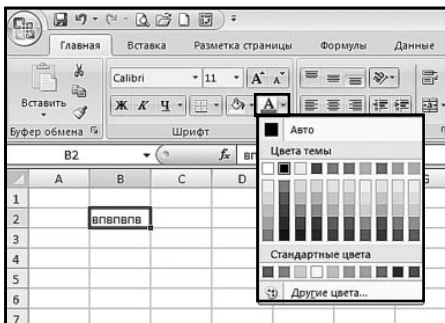 Главная Вставка Разметка страницы Формулы Данные
Calibri 11 А А
Вставить Ж К Ч А
Буфер обмена Шрифт
Авто
B2 fx вп
Цвета темы
A B C D G
1
2 впвпвпв
3
Стандартные цвета
4
5
Другие цвета...
6
7